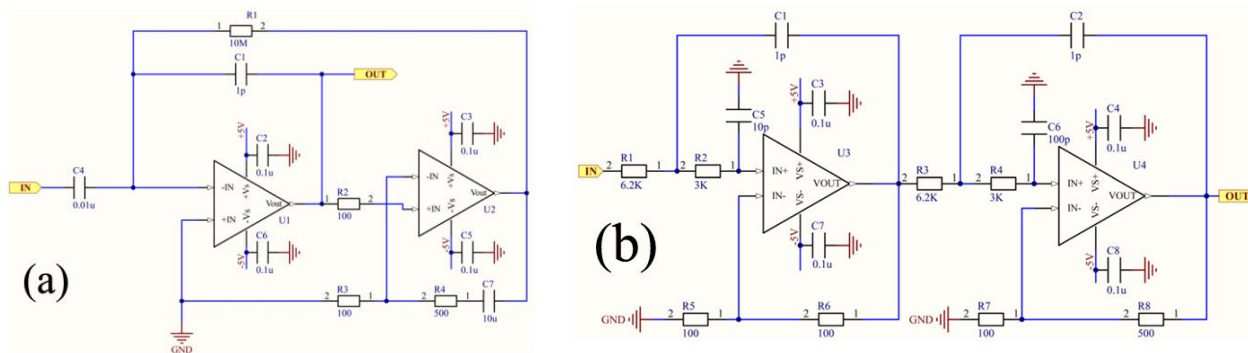 R1
1
2
10M
C1
1p
OUT
+5V
C2
0.1u
+5V
C3
0.1u
IN
C4
0.01u
-IN
+Vs
Vout
+IN
-Vs
U1
R2
1
2
100
-IN
+Vs
Vout
+IN
-Vs
U2
-5V
C6
0.1u
-5V
C5
0.1u
(a)
R3
2
1
100
R4
2
1
500
C7
10u
GND
C1
1p
C2
1p
+5V
C3
0.1u
C5
10p
+5V
C4
0.1u
C6
100p
IN
R1
2
1
6.2K
R2
2
1
3K
U3
IN+
VS+
VOUT
IN-
VS-
R3
2
1
6.2K
R4
2
1
3K
U4
IN+
VS+
VOUT
IN-
VS-
OUT
-5V
C7
0.1u
-5V
C8
0.1u
(b)
GND
R5
2
1
100
R6
2
1
100
GND
R7
2
1
100
R8
2
1
500